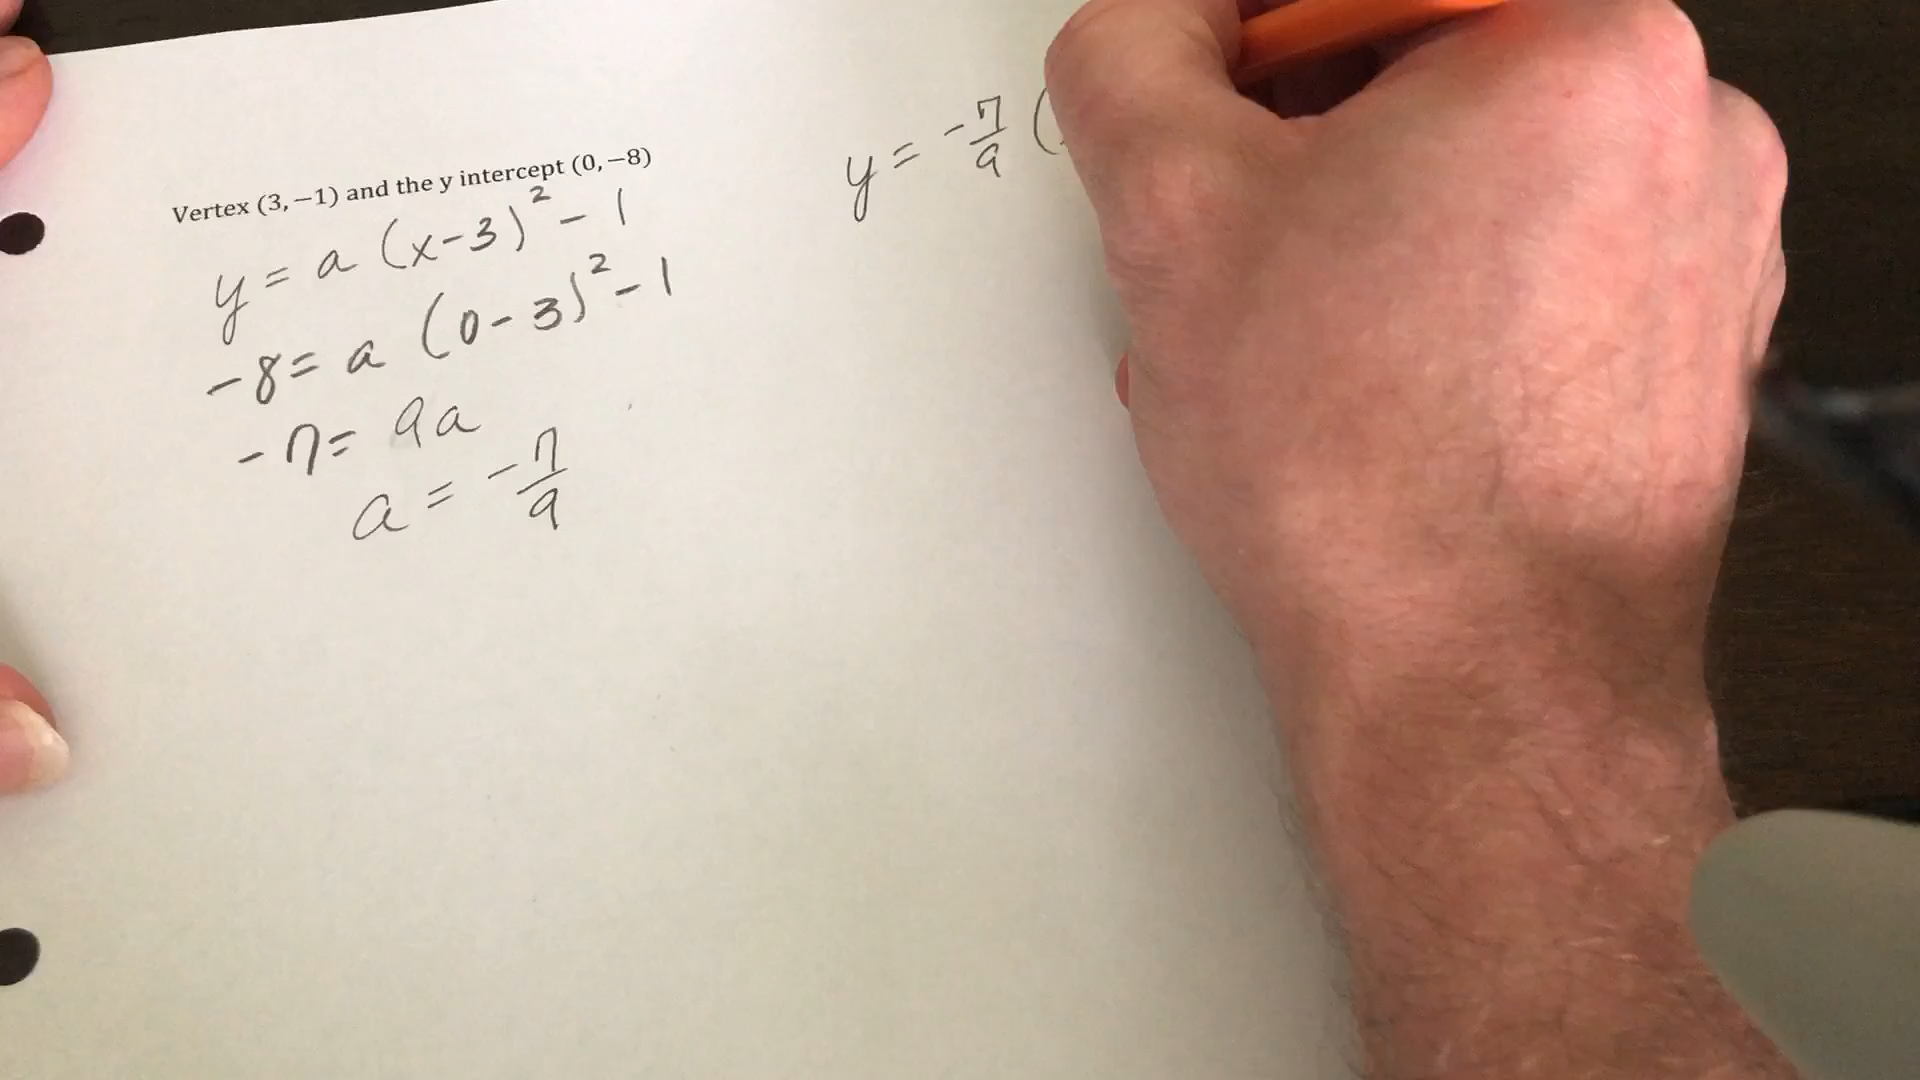 Vertex (3, −1) and the y intercept (0, −8)
y = a (x-3)² - 1
-8 = a (0-3)² - 1
-7 = 9a
a = -7/9
y = -7/9 (